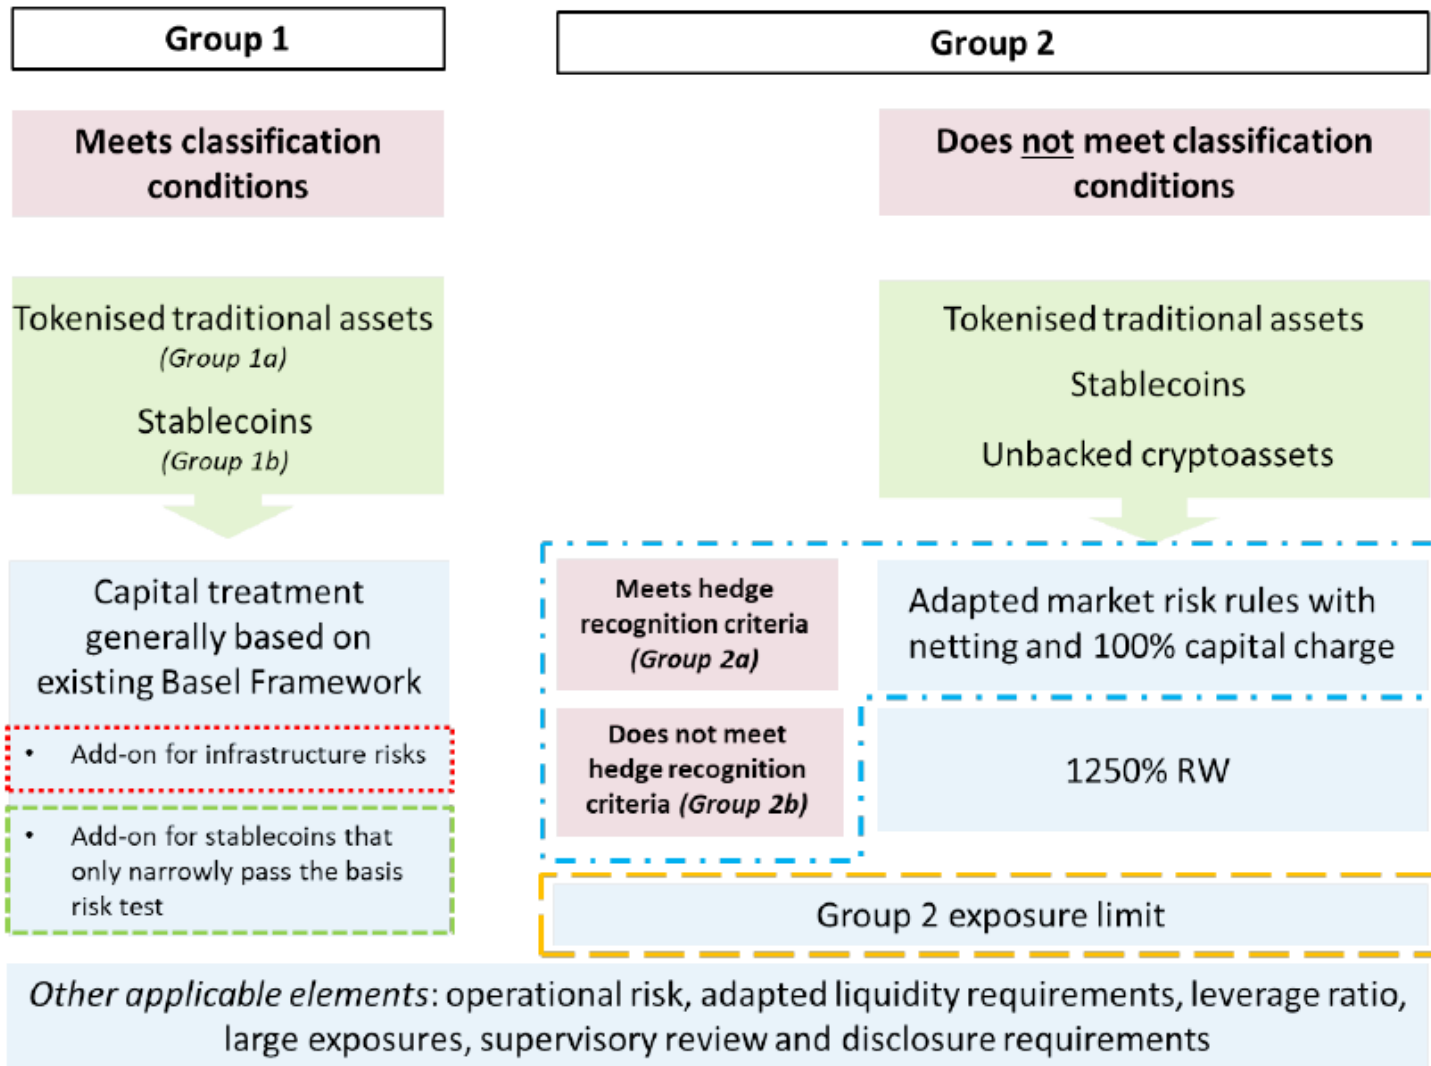 Group 1
Group 2
Meets classification
conditions
Does not meet classification
conditions
Tokenised traditional assets
(Group 1a)
Stablecoins
(Group 1b)
Tokenised traditional assets
Stablecoins
Unbacked cryptoassets
Capital treatment
generally based on
existing Basel Framework
• Add-on for infrastructure risks
• Add-on for stablecoins that
only narrowly pass the basis
risk test
Meets hedge
recognition criteria
(Group 2a)
Adapted market risk rules with
netting and 100% capital charge
Does not meet
hedge recognition
criteria (Group 2b)
1250% RW
Group 2 exposure limit
Other applicable elements: operational risk, adapted liquidity requirements, leverage ratio,
large exposures, supervisory review and disclosure requirements